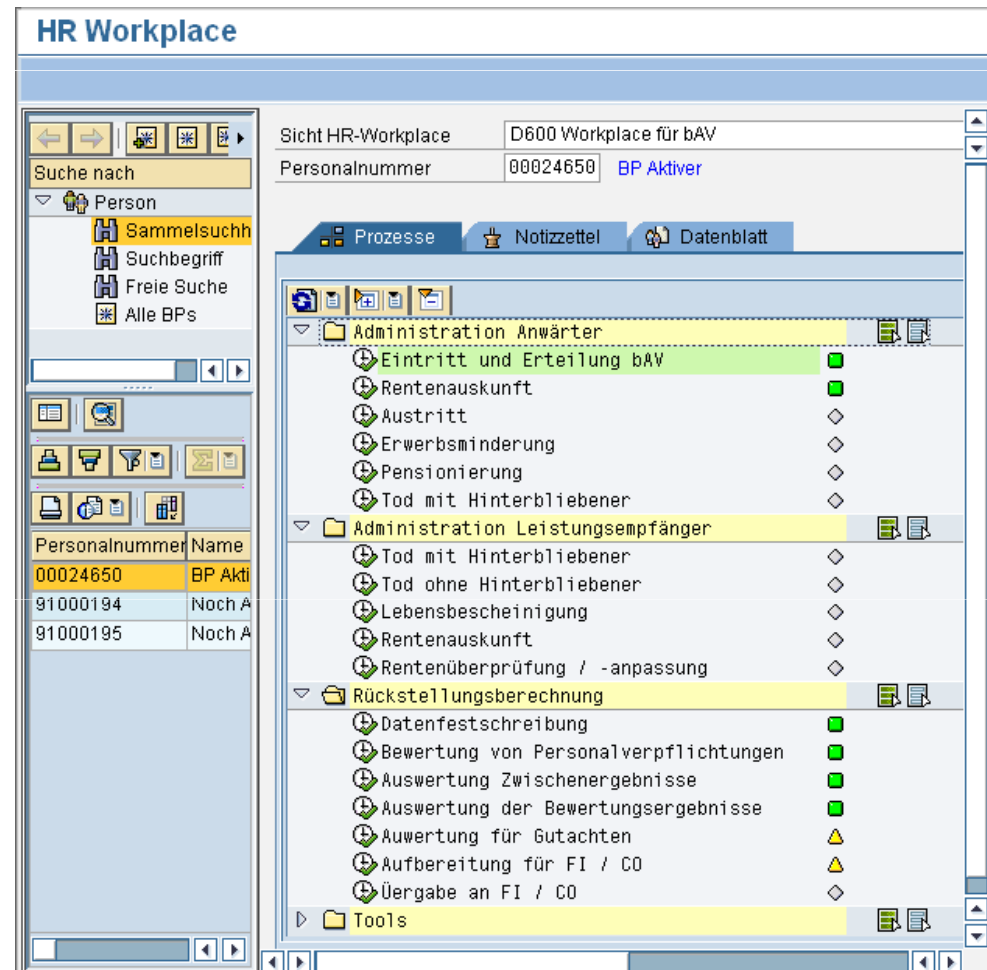 HR Workplace
Suche nach
Person
Sammelsuchh
Suchbegriff
Freie Suche
Alle BPs
Personalnummer Name
00024650 BP Akti
91000194 Noch A
91000195 Noch A
Sicht HR-Workplace D600 Workplace für bAV
Personalnummer 00024650 BP Aktiver
Prozesse Notizzettel Datenblatt
Administration Anwärter
Eintritt und Erteilung bAV
Rentenauskunft
Austritt
Erwerbsminderung
Pensionierung
Tod mit Hinterbliebener
Administration Leistungsempfänger
Tod mit Hinterbliebener
Tod ohne Hinterbliebener
Lebensbescheinigung
Rentenauskunft
Rentenüberprüfung / -anpassung
Rückstellungsberechnung
Datenfestschreibung
Bewertung von Personalverpflichtungen
Auswertung Zwischenergebnisse
Auswertung der Bewertungsergebnisse
Auwertung für Gutachten
Aufbereitung für FI / CO
Üergabe an FI / CO
Tools